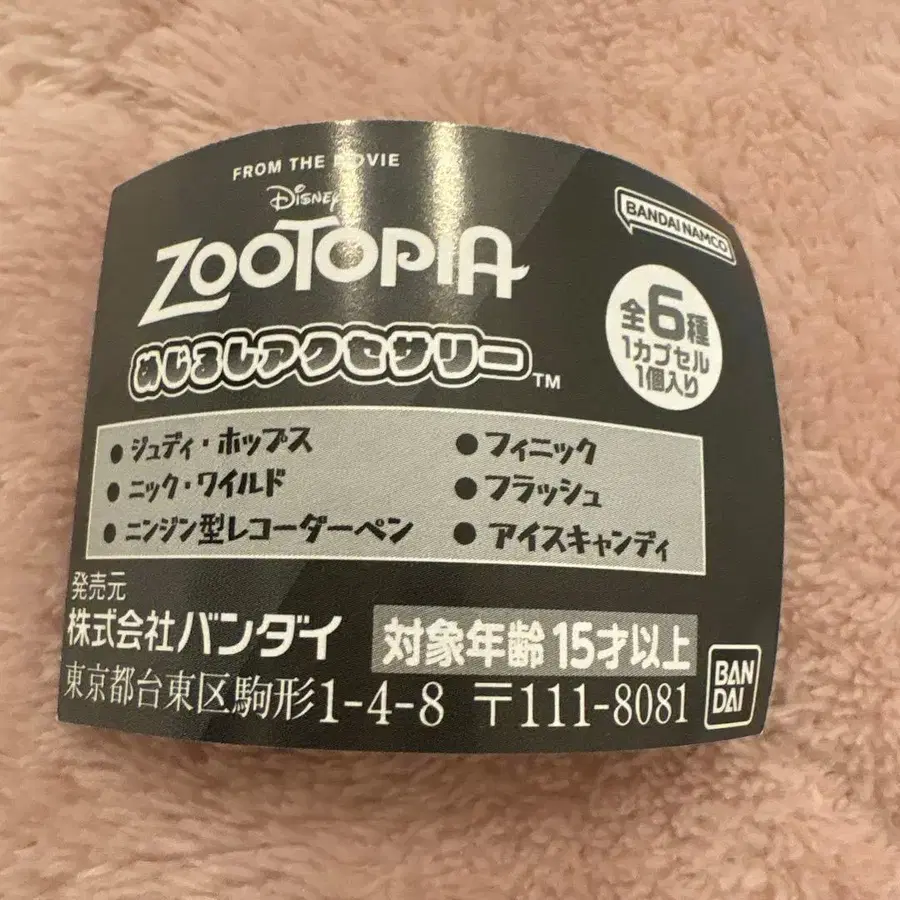 FROM THE MOVIE
Disney
ZOOTOPIA
めじるしアクセサリー™
BANDAI NAMCO
全6種
1カプセル
1個入り
● ジュディ・ホップス
● ニック・ワイルド
● ニンジン型レコーダーペン
● フィニック
● フラッシュ
● アイスキャンディ
発売元
株式会社バンダイ
対象年齢 15才以上
東京都台東区駒形1-4-8 〒111-8081
BAN
DAI